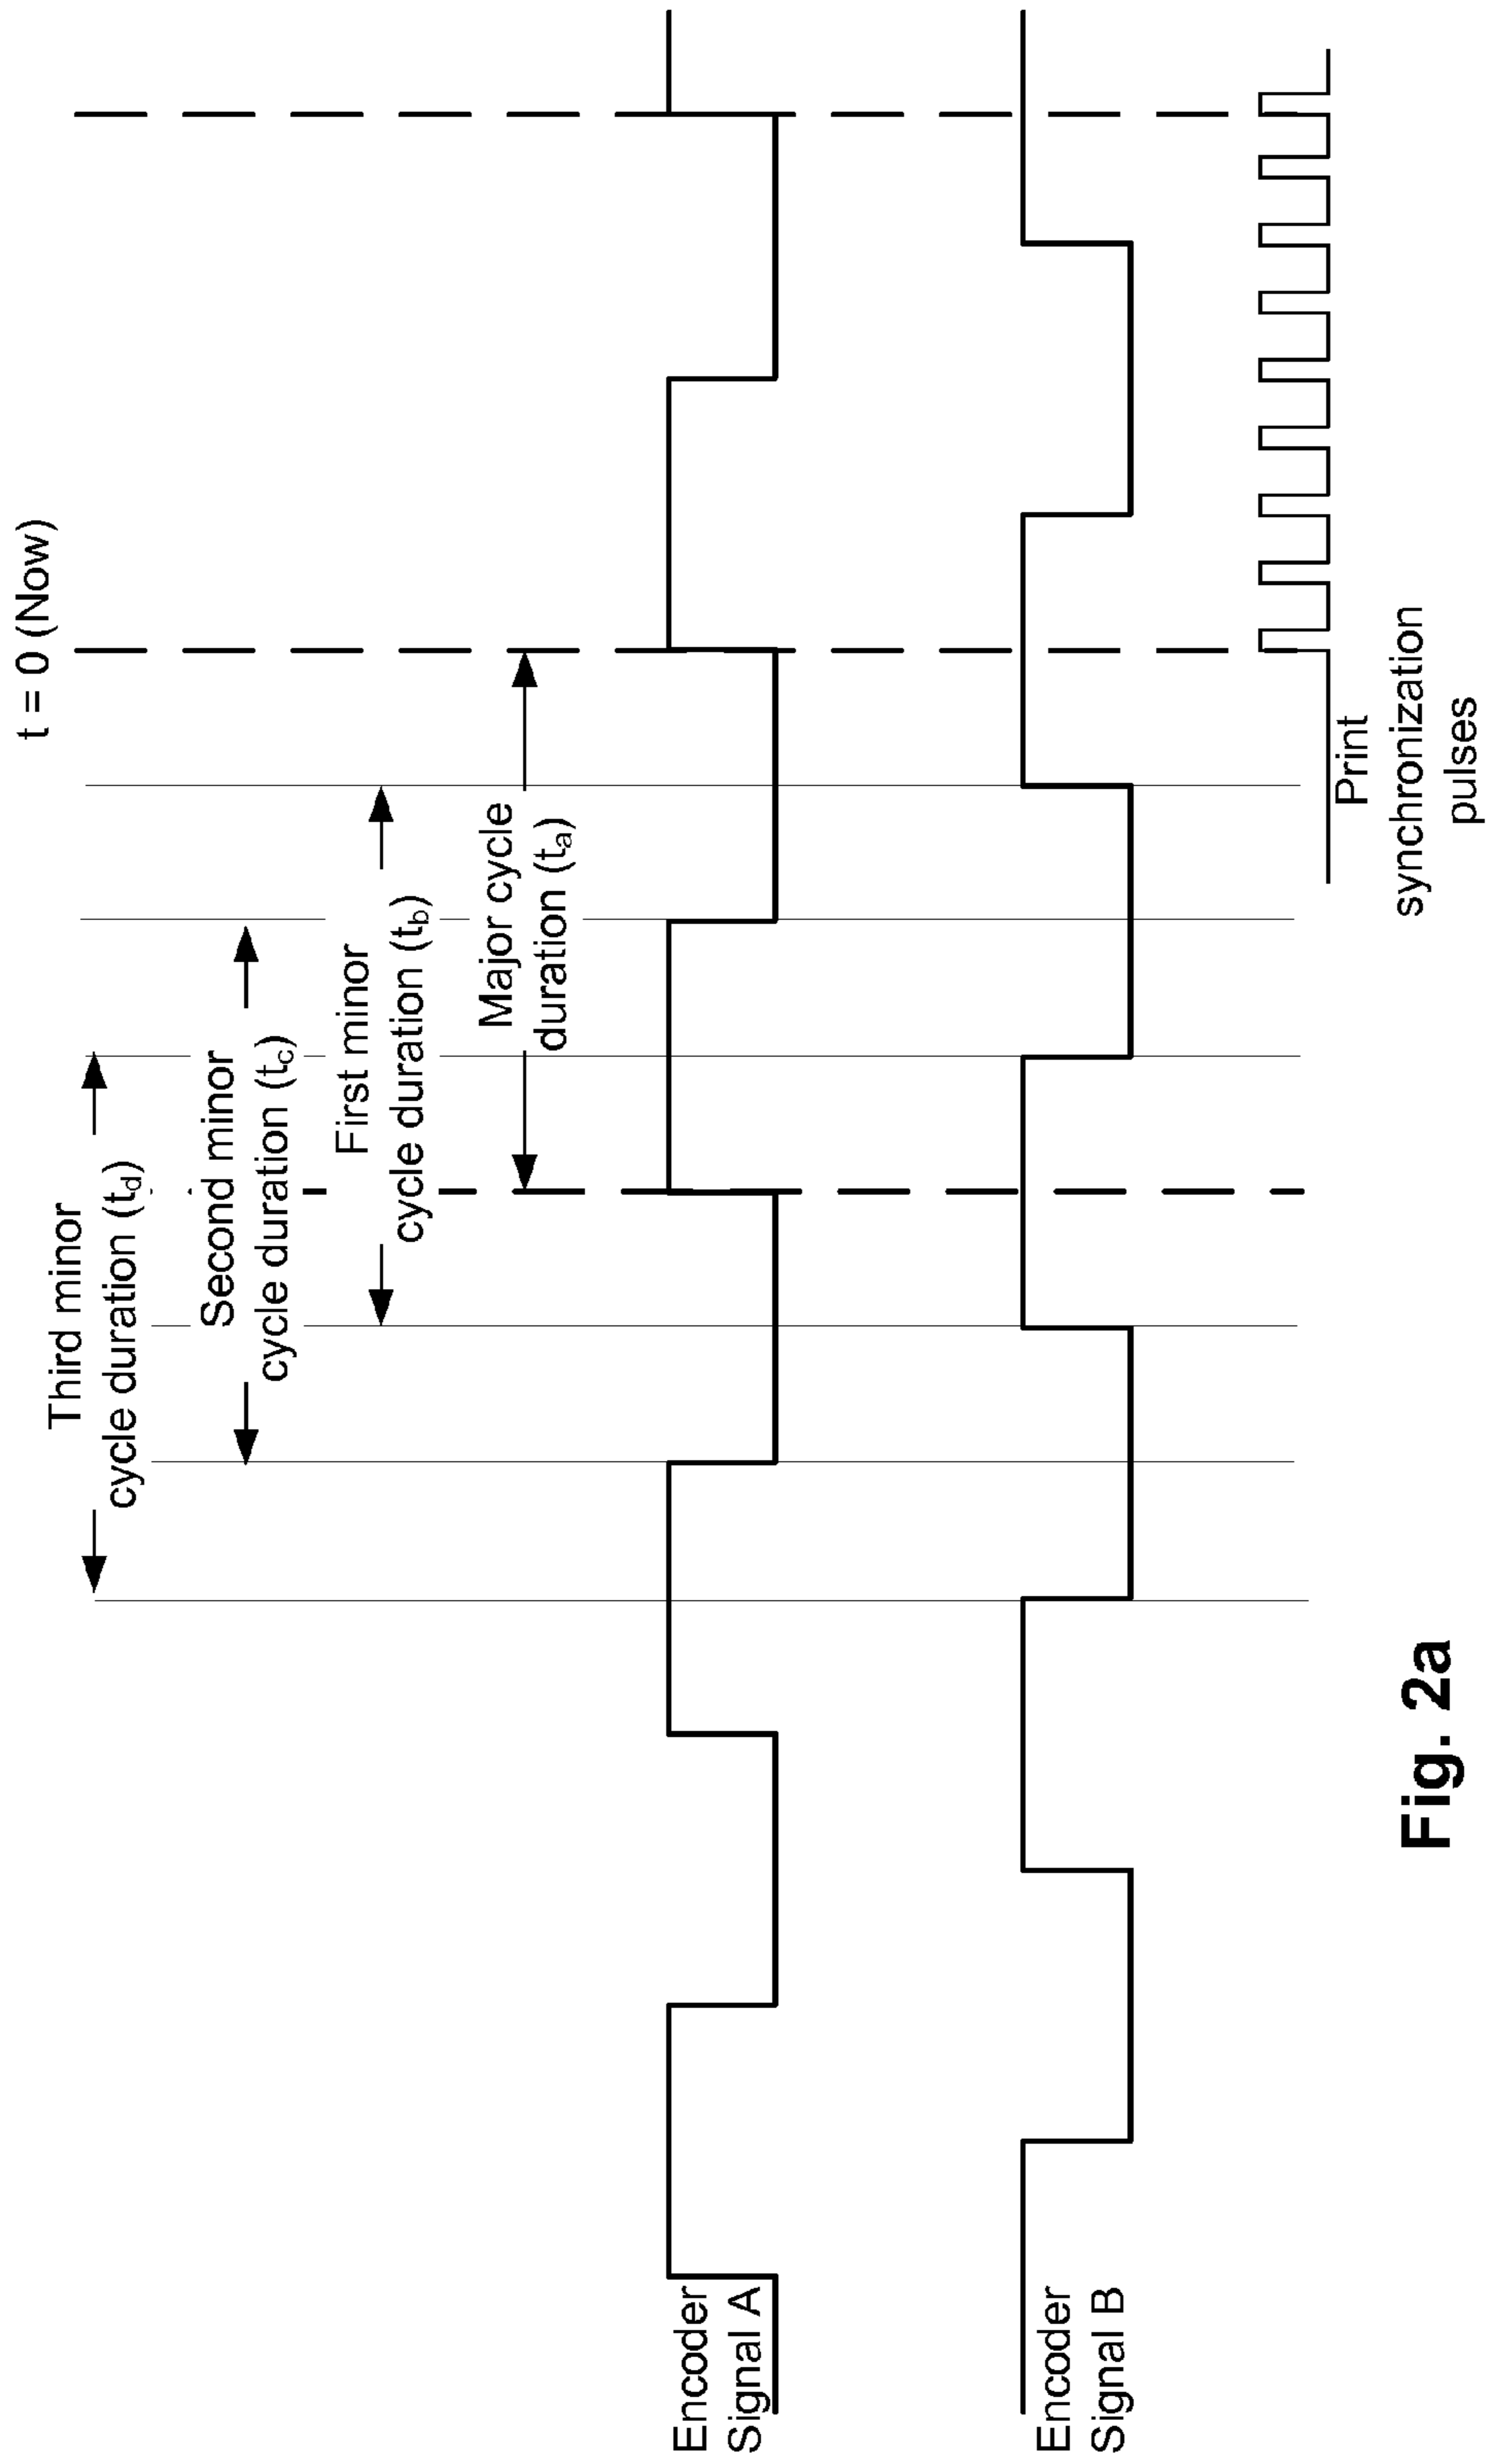 t = 0 (Now)
Third minor
cycle duration (td)
Second minor
cycle duration (tc)
First minor
cycle duration (tb)
Major cycle
duration (ta)
Encoder
Signal A
Encoder
Signal B
Print
synchronization
pulses
Fig. 2a